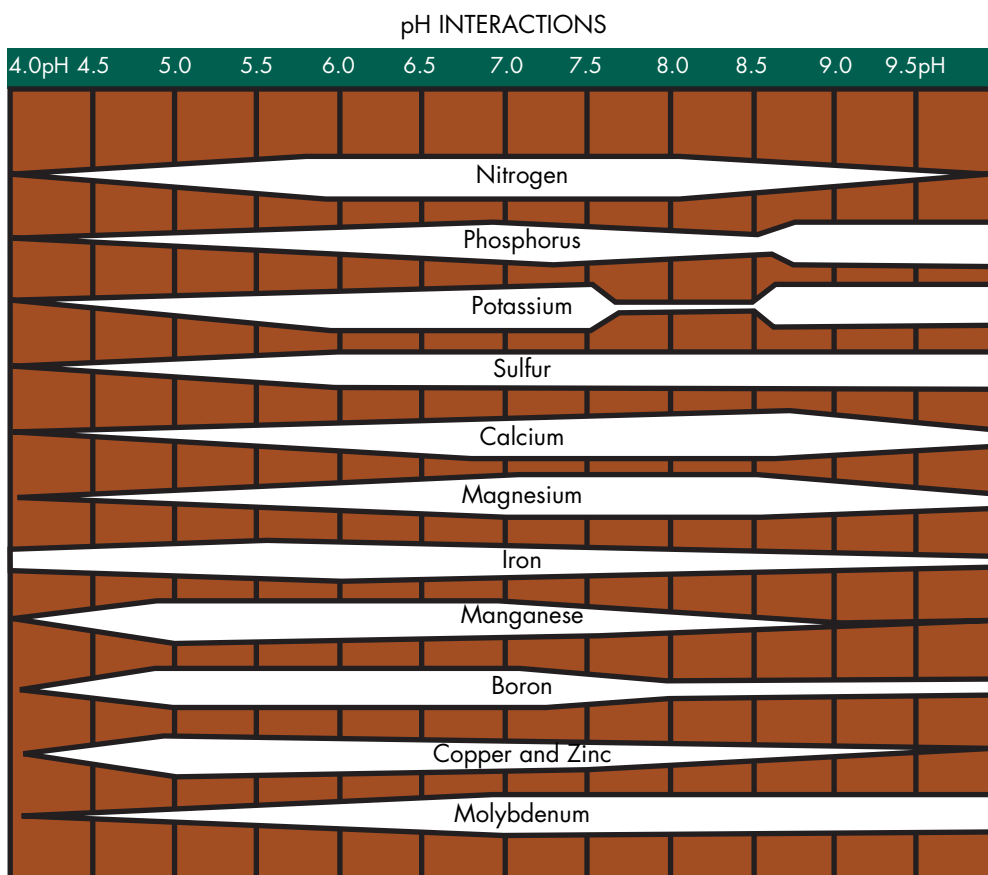 pH INTERACTIONS
4.0pH 4.5 5.0 5.5 6.0 6.5 7.0 7.5 8.0 8.5 9.0 9.5pH
Nitrogen
Phosphorus
Potassium
Sulfur
Calcium
Magnesium
Iron
Manganese
Boron
Copper and Zinc
Molybdenum